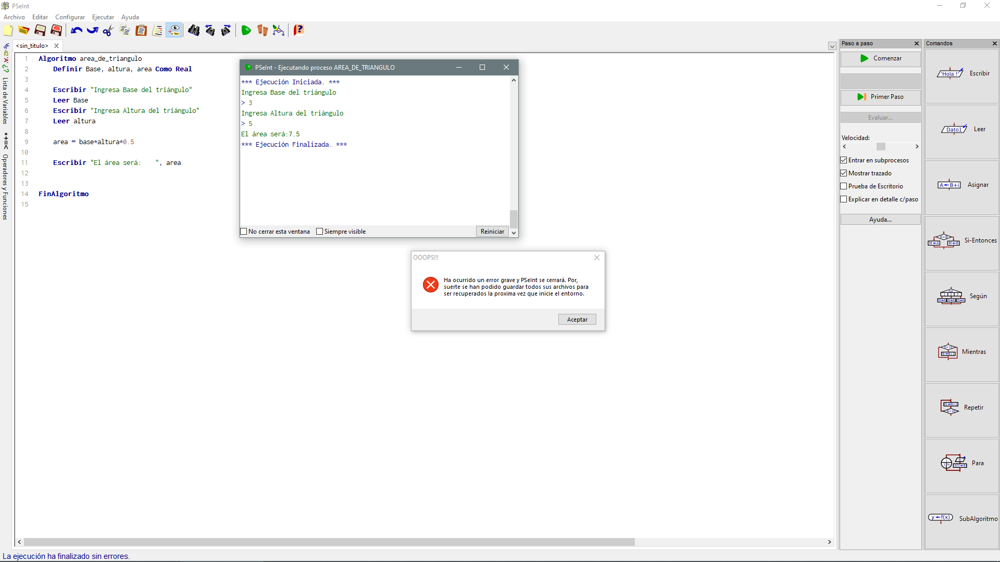 PSeInt
Archivo Editar Configurar Ejecutar Ayuda
<sin_titulo>
Lista de Variables
Operadores y Funciones
1 Algoritmo area_de_triangulo
2 Definir Base, altura, area Como Real
3
4 Escribir "Ingresa Base del triángulo"
5 Leer Base
6 Escribir "Ingresa Altura del triángulo"
7 Leer altura
8
9 area = base*altura*0.5
10
11 Escribir "El área será:    ", area
12
13
14 FinAlgoritmo
15
PSeInt - Ejecutando proceso AREA_DE_TRIANGULO
*** Ejecución Iniciada. ***
Ingresa Base del triángulo
> 3
Ingresa Altura del triángulo
> 5
El área será:7.5
*** Ejecución Finalizada. ***
No cerrar esta ventana Siempre visible Reiniciar
OOOPS!!!
Ha ocurrido un error grave y PSeInt se cerrará. Por,
suerte se han podido guardar todos sus archivos para
ser recuperados la proxima vez que inicie el entorno.
Aceptar
Paso a paso
Comenzar
Primer Paso
Evaluar...
Velocidad:
Entrar en subprocesos
Mostrar trazado
Prueba de Escritorio
Explicar en detalle c/paso
Ayuda...
Comandos
'Hola !' Escribir
Dato1 Leer
A←B+i Asignar
A>B M←A M←B Si-Entonces
Según
Mientras
Repetir
Para
y←f(x) SubAlgoritmo
La ejecución ha finalizado sin errores.